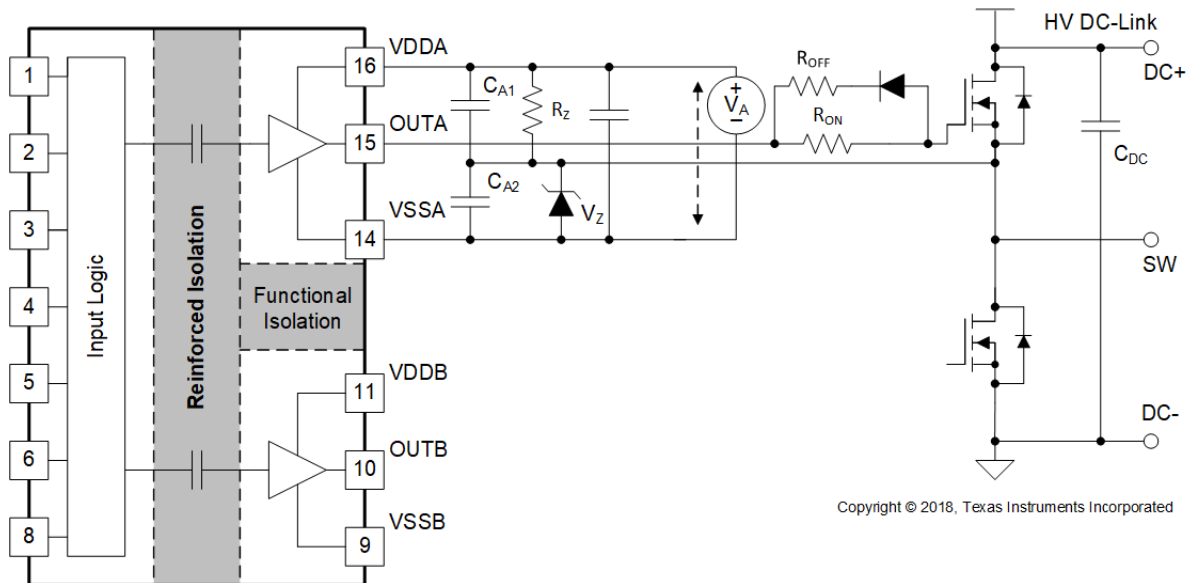 HV DC-Link
DC+
1
2
3
4
5
6
8
Input Logic
Reinforced Isolation
Functional
Isolation
VDDA
16
OUTA
15
VSSA
14
VDDB
11
OUTB
10
VSSB
9
CA1
RZ
CA2
VZ
+
VA
−
ROFF
RON
CDC
SW
DC-
Copyright © 2018, Texas Instruments Incorporated